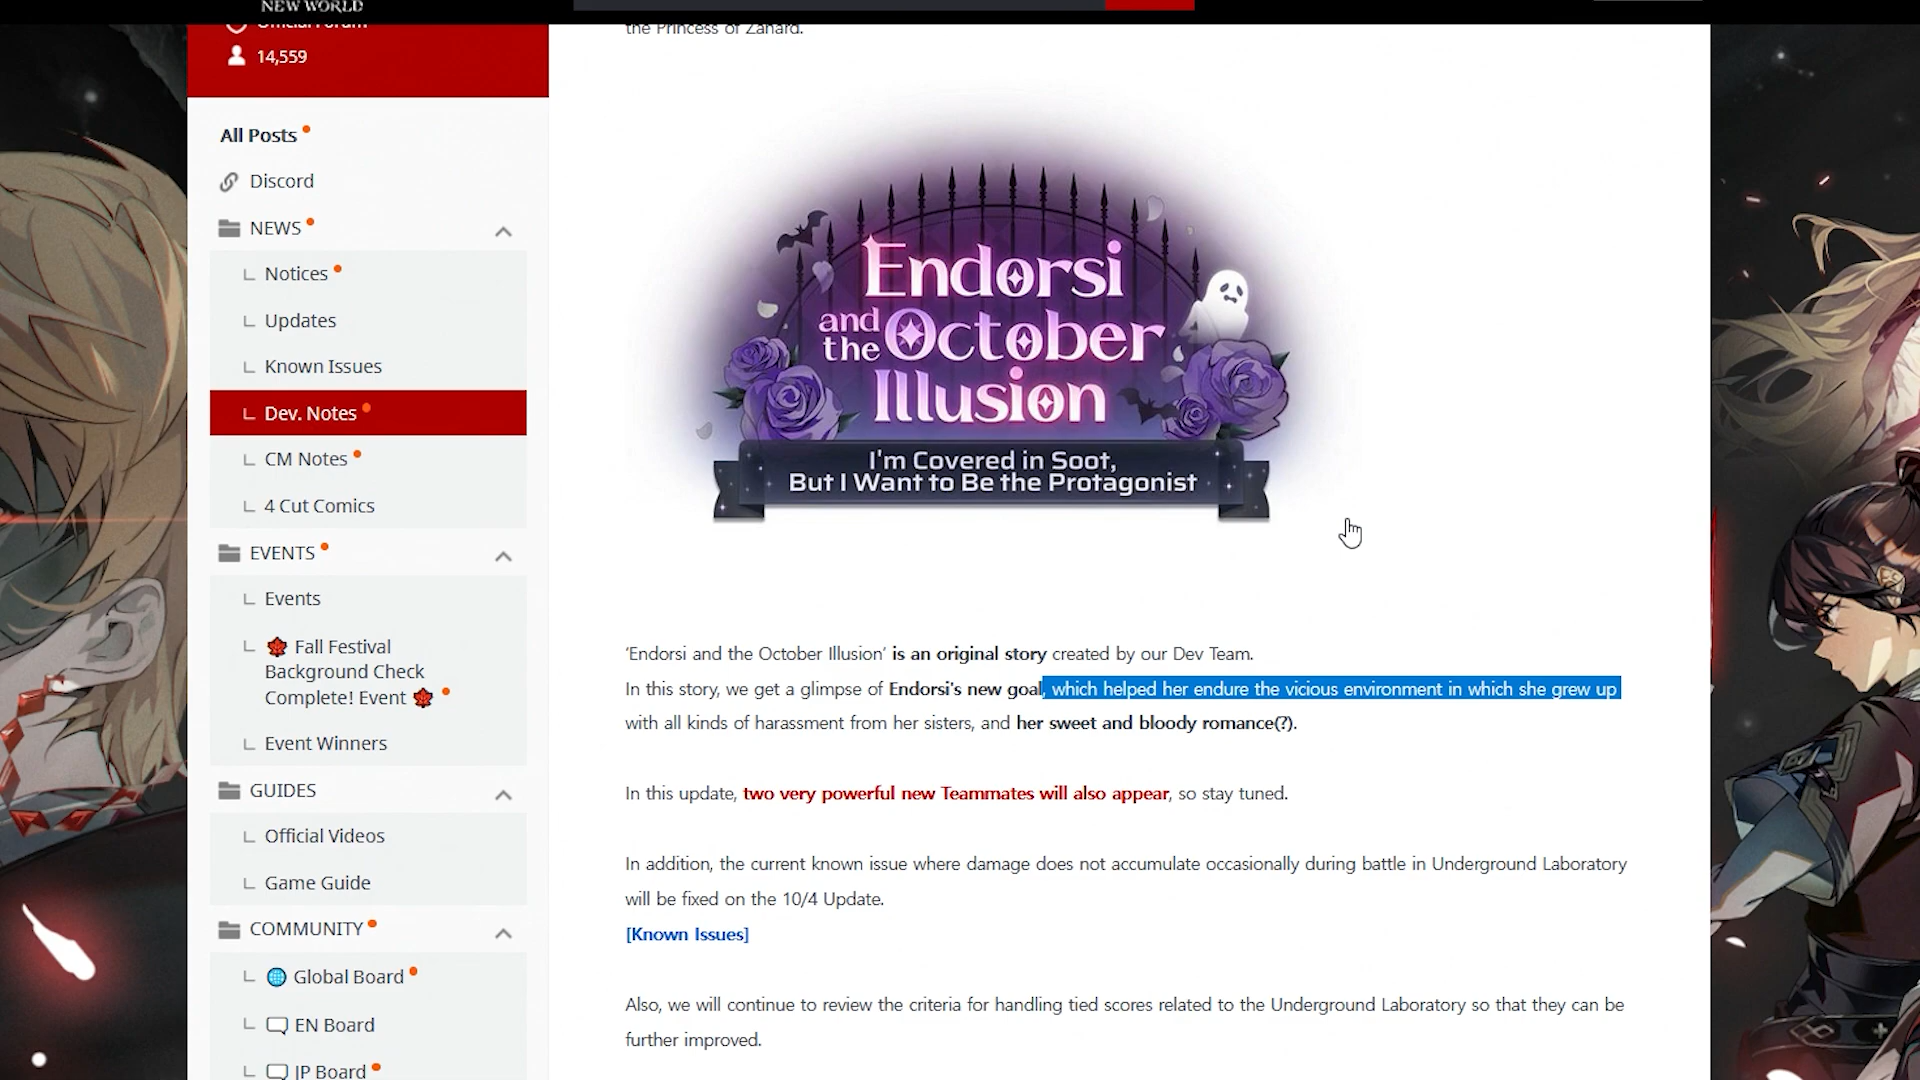 NEW WORLD
Official Forum
14,559
All Posts
Discord
NEWS
Notices
Updates
Known Issues
Dev. Notes
CM Notes
4 Cut Comics
EVENTS
Events
Fall Festival
Background Check
Complete! Event
Event Winners
GUIDES
Official Videos
Game Guide
COMMUNITY
Global Board
EN Board
JP Board
the Princess of Zahard.
Endorsi
and the October
Illusion
I'm Covered in Soot,
But I Want to Be the Protagonist
‘Endorsi and the October Illusion’ is an original story created by our Dev Team.
In this story, we get a glimpse of Endorsi's new goal, which helped her endure the vicious environment in which she grew up
with all kinds of harassment from her sisters, and her sweet and bloody romance(?).
In this update, two very powerful new Teammates will also appear, so stay tuned.
In addition, the current known issue where damage does not accumulate occasionally during battle in Underground Laboratory
will be fixed on the 10/4 Update.
[Known Issues]
Also, we will continue to review the criteria for handling tied scores related to the Underground Laboratory so that they can be
further improved.